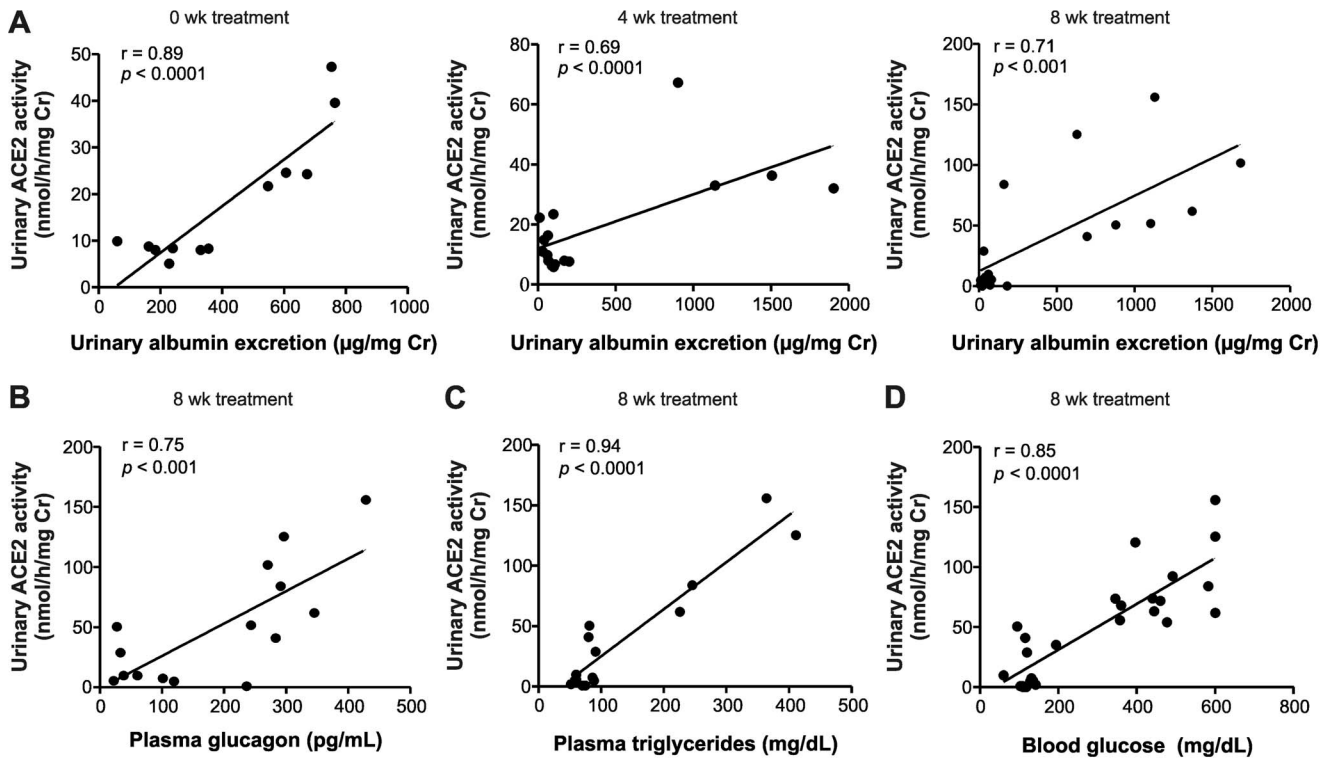 A
0 wk treatment
r = 0.89
p < 0.0001
Urinary ACE2 activity
(nmol/h/mg Cr)
50
40
30
20
10
0
0 200 400 600 800 1000
Urinary albumin excretion (µg/mg Cr)
4 wk treatment
r = 0.69
p < 0.0001
Urinary ACE2 activity
(nmol/h/mg Cr)
80
60
40
20
0
0 500 1000 1500 2000
Urinary albumin excretion (µg/mg Cr)
8 wk treatment
r = 0.71
p < 0.001
Urinary ACE2 activity
(nmol/h/mg Cr)
200
150
100
50
0
0 500 1000 1500 2000
Urinary albumin excretion (µg/mg Cr)
B
8 wk treatment
r = 0.75
p < 0.001
Urinary ACE2 activity
(nmol/h/mg Cr)
200
150
100
50
0
0 100 200 300 400 500
Plasma glucagon (pg/mL)
C
8 wk treatment
r = 0.94
p < 0.0001
Urinary ACE2 activity
(nmol/h/mg Cr)
200
150
100
50
0
0 100 200 300 400 500
Plasma triglycerides (mg/dL)
D
8 wk treatment
r = 0.85
p < 0.0001
Urinary ACE2 activity
(nmol/h/mg Cr)
200
150
100
50
0
0 200 400 600 800
Blood glucose (mg/dL)